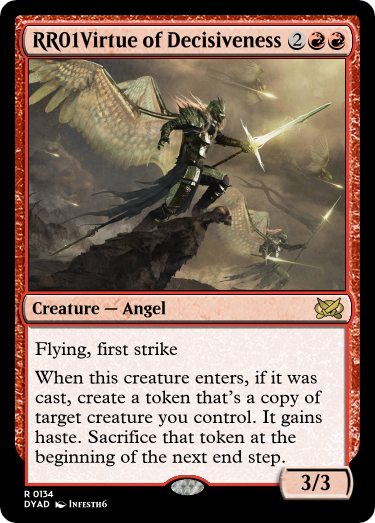 RR01Virtue of Decisiveness 2
Creature — Angel
Flying, first strike
When this creature enters, if it was
cast, create a token that's a copy of
target creature you control. It gains
haste. Sacrifice that token at the
beginning of the next end step.
3/3
R 0134
DYAD Infesth6